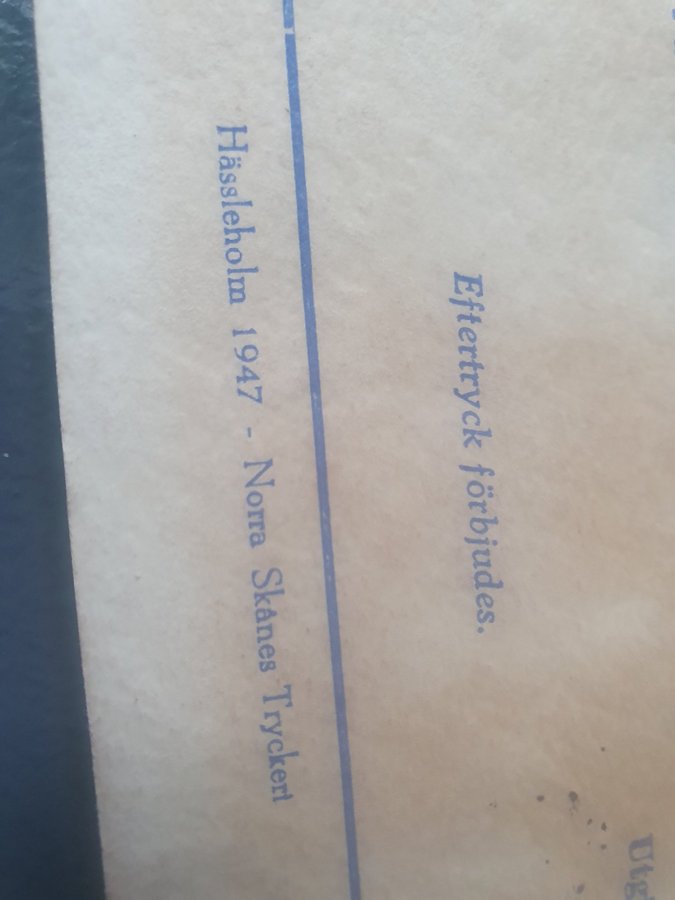 Eftertryck förbjudes.
Hässleholm 1947 - Norra Skånes Tryckeri